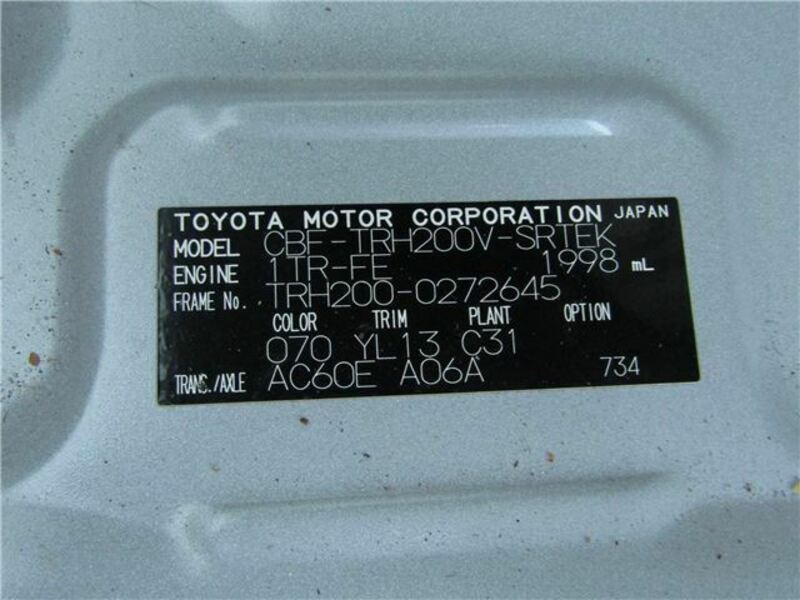 TOYOTA MOTOR CORPORATION JAPAN
MODEL CBF-TRH200V-SRTEK
ENGINE 1TR-FE 1998 mL
FRAME No. TRH200-0272645
COLOR TRIM PLANT OPTION
070 YL13 C31
TRANS./AXLE AC60E A06A 734